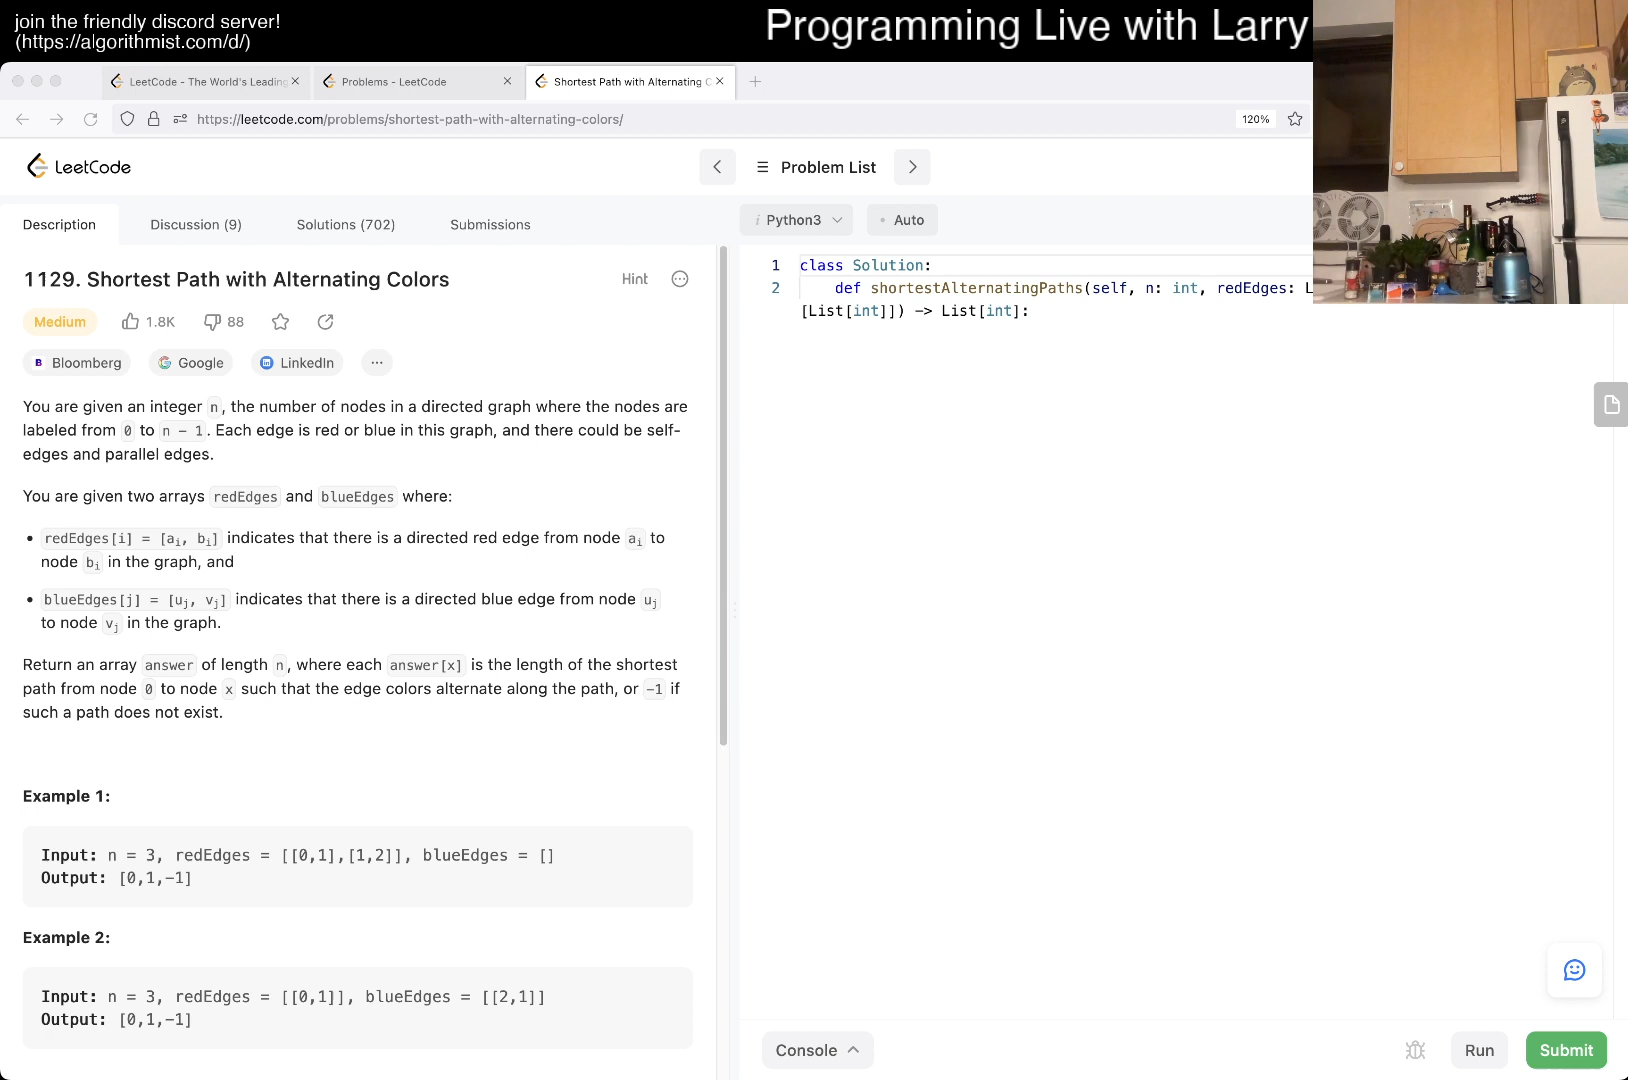 join the friendly discord server!
(https://algorithmist.com/d/)
Programming Live with Larry
LeetCode - The World's Leading
Problems - LeetCode
Shortest Path with Alternating C
https://leetcode.com/problems/shortest-path-with-alternating-colors/
120%
LeetCode
Problem List
Description
Discussion (9)
Solutions (702)
Submissions
i Python3
Auto
1129. Shortest Path with Alternating Colors
Hint
Medium
1.8K
88
B Bloomberg
Google
LinkedIn
...
You are given an integer n, the number of nodes in a directed graph where the nodes are
labeled from 0 to n - 1. Each edge is red or blue in this graph, and there could be self-
edges and parallel edges.
You are given two arrays redEdges and blueEdges where:
• redEdges[i] = [ai, bi] indicates that there is a directed red edge from node ai to
node bi in the graph, and
• blueEdges[j] = [uj, vj] indicates that there is a directed blue edge from node uj
to node vj in the graph.
Return an array answer of length n, where each answer[x] is the length of the shortest
path from node 0 to node x such that the edge colors alternate along the path, or -1 if
such a path does not exist.
Example 1:
Input: n = 3, redEdges = [[0,1],[1,2]], blueEdges = []
Output: [0,1,-1]
Example 2:
Input: n = 3, redEdges = [[0,1]], blueEdges = [[2,1]]
Output: [0,1,-1]
1 class Solution:
2 def shortestAlternatingPaths(self, n: int, redEdges: L
[List[int]]) -> List[int]:
Console
Run
Submit